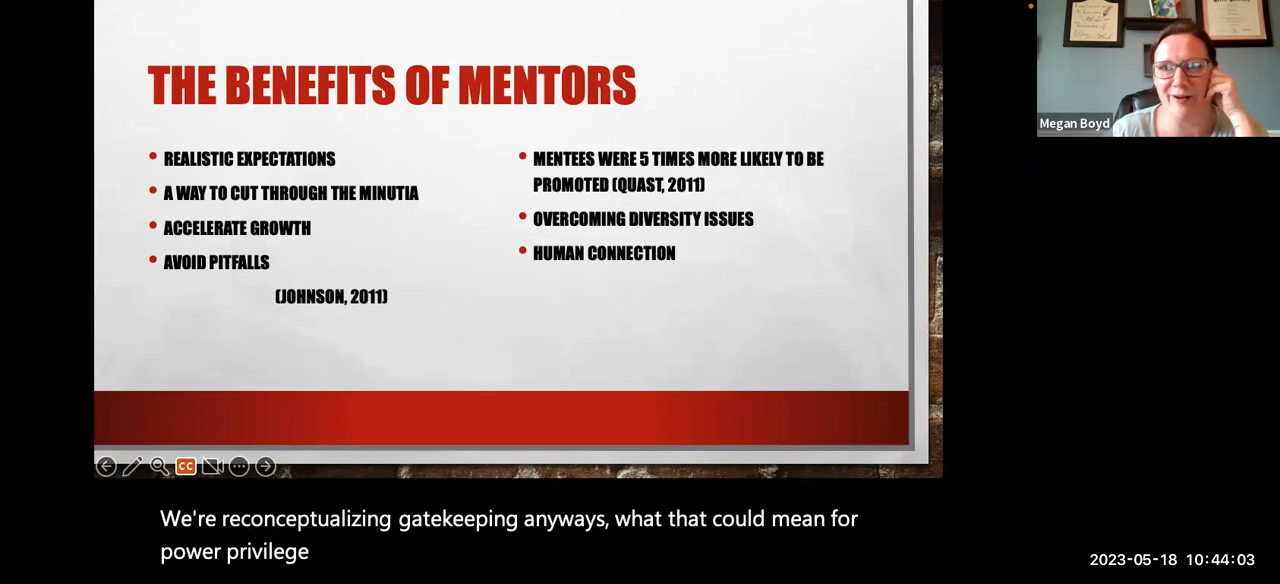 THE BENEFITS OF MENTORS
REALISTIC EXPECTATIONS
A WAY TO CUT THROUGH THE MINUTIA
ACCELERATE GROWTH
AVOID PITFALLS
(JOHNSON, 2011)
MENTEES WERE 5 TIMES MORE LIKELY TO BE
PROMOTED (QUAST, 2011)
OVERCOMING DIVERSITY ISSUES
HUMAN CONNECTION
Megan Boyd
CC
We're reconceptualizing gatekeeping anyways, what that could mean for
power privilege
2023-05-18 10:44:03